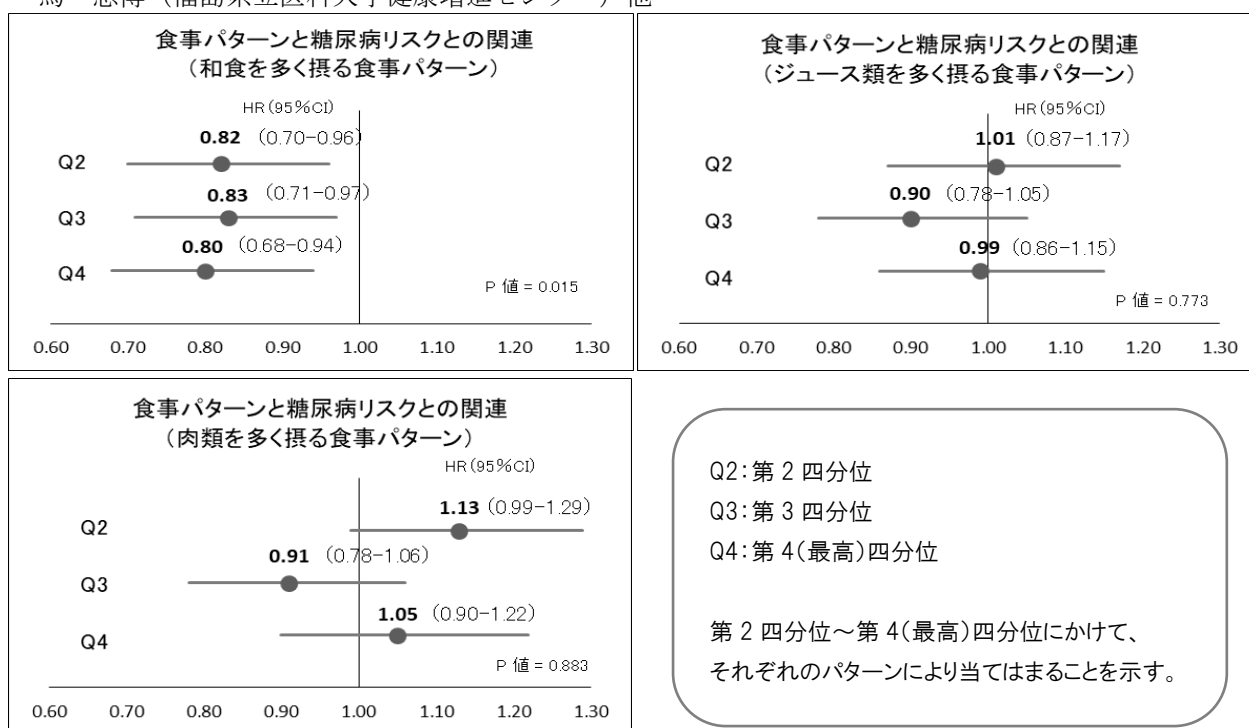 食事パターンと糖尿病リスクとの関連
（和食を多く摂る食事パターン）
HR（95％CI）
0.82 （0.70−0.96）
Q2
0.83 （0.71−0.97）
Q3
0.80 （0.68−0.94）
Q4
P 値 = 0.015
0.60 0.70 0.80 0.90 1.00 1.10 1.20 1.30
食事パターンと糖尿病リスクとの関連
（ジュース類を多く摂る食事パターン）
HR（95％CI）
1.01 （0.87−1.17）
Q2
0.90 （0.78−1.05）
Q3
0.99 （0.86−1.15）
Q4
P 値 = 0.773
0.60 0.70 0.80 0.90 1.00 1.10 1.20 1.30
食事パターンと糖尿病リスクとの関連
（肉類を多く摂る食事パターン）
HR（95％CI）
1.13 （0.99−1.29）
Q2
0.91 （0.78−1.06）
Q3
1.05 （0.90−1.22）
Q4
P 値 = 0.883
0.60 0.70 0.80 0.90 1.00 1.10 1.20 1.30
Q2：第 2 四分位
Q3：第 3 四分位
Q4：第 4（最高）四分位
第 2 四分位～第 4（最高）四分位にかけて、
それぞれのパターンにより当てはまることを示す。